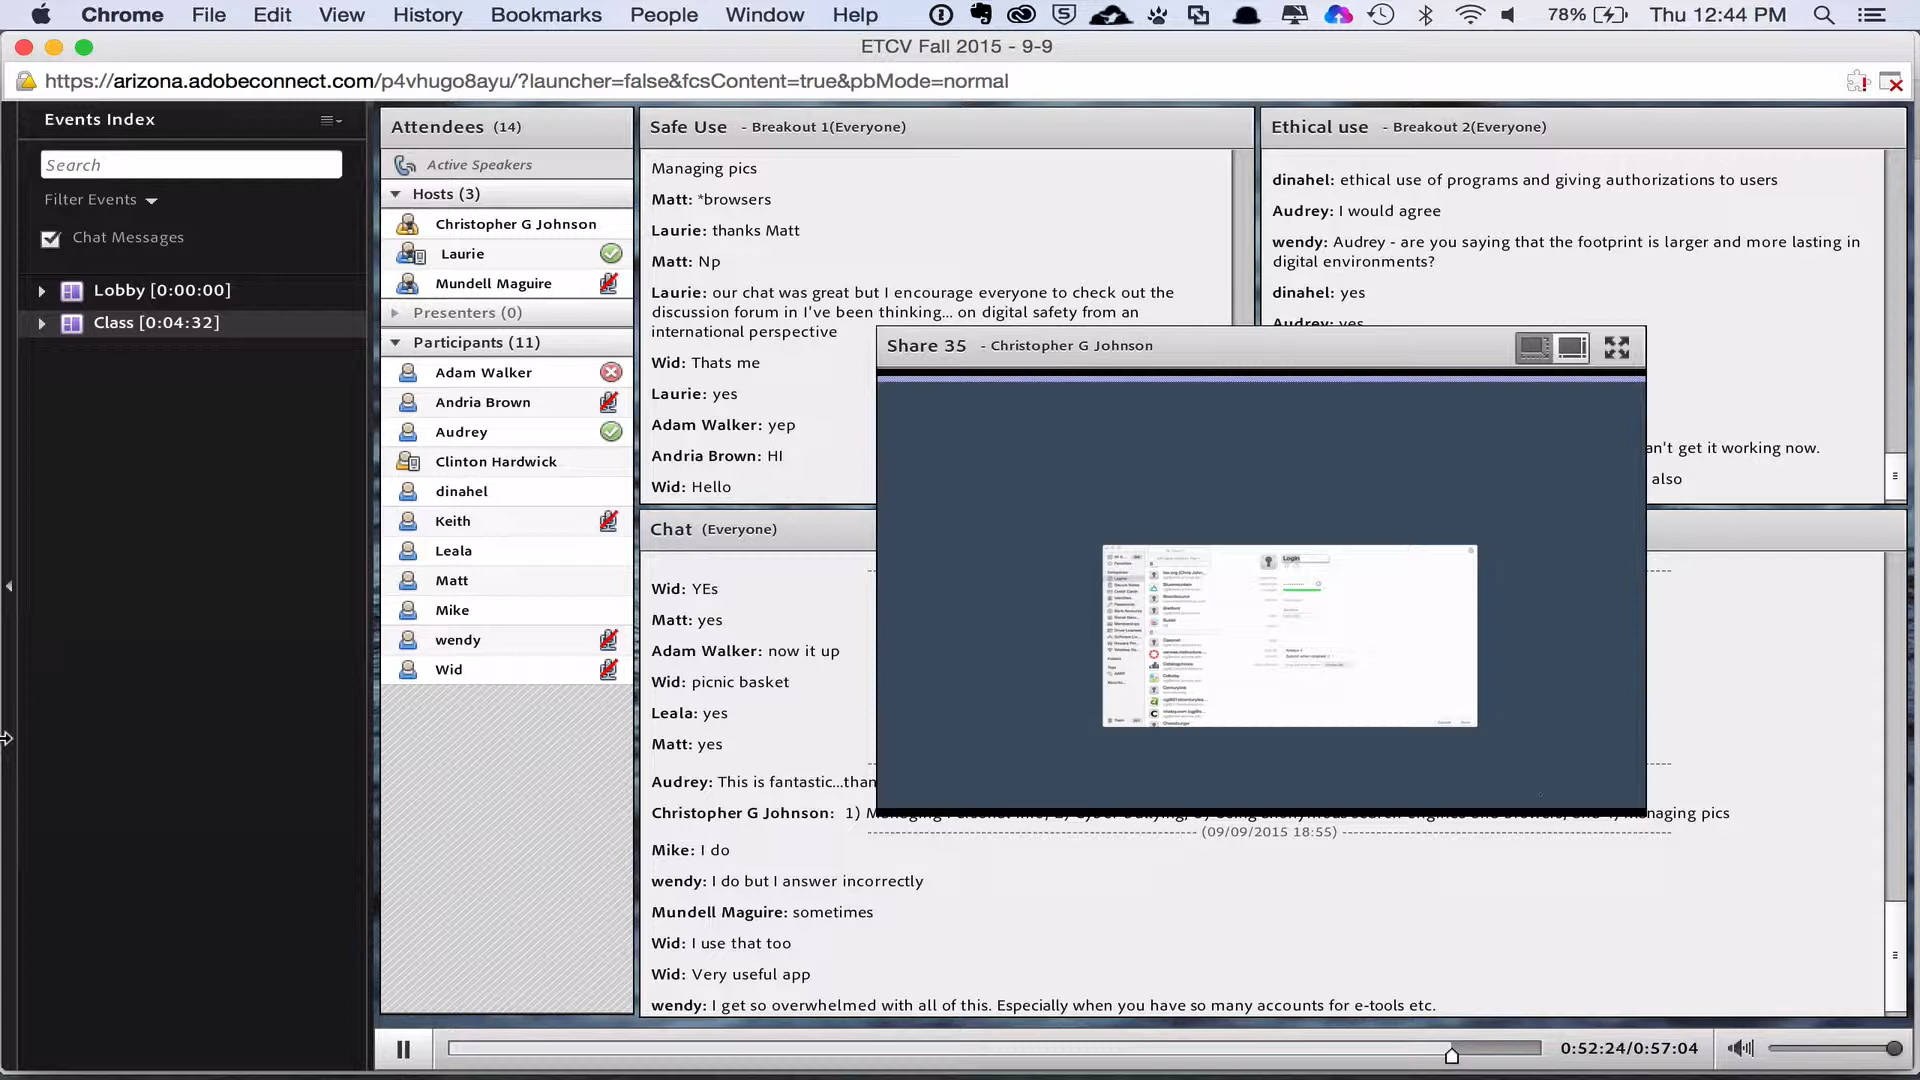 Chrome File Edit View History Bookmarks People Window Help 78% Thu 12:44 PM
ETCV Fall 2015 - 9-9
https://arizona.adobeconnect.com/p4vhugo8ayu/?launcher=false&fcsContent=true&pbMode=normal
Events Index
Search
Filter Events
Chat Messages
Lobby [0:00:00]
Class [0:04:32]
Attendees (14)
Active Speakers
Hosts (3)
Christopher G Johnson
Laurie
Mundell Maguire
Presenters (0)
Participants (11)
Adam Walker
Andria Brown
Audrey
Clinton Hardwick
dinahel
Keith
Leala
Matt
Mike
wendy
Wid
Safe Use - Breakout 1(Everyone)
Managing pics
Matt: *browsers
Laurie: thanks Matt
Matt: Np
Laurie: our chat was great but I encourage everyone to check out the
discussion forum in I've been thinking... on digital safety from an
international perspective
Wid: Thats me
Laurie: yes
Adam Walker: yep
Andria Brown: HI
Wid: Hello
Ethical use - Breakout 2(Everyone)
dinahel: ethical use of programs and giving authorizations to users
Audrey: I would agree
wendy: Audrey - are you saying that the footprint is larger and more lasting in
digital environments?
dinahel: yes
Audrey: yes
an't get it working now.
also
Share 35 - Christopher G Johnson
Login
Chat (Everyone)
Wid: YEs
Matt: yes
Adam Walker: now it up
Wid: picnic basket
Leala: yes
Matt: yes
Audrey: This is fantastic...than
Christopher G Johnson: 1) Managing pics
(09/09/2015 18:55)
Mike: I do
wendy: I do but I answer incorrectly
Mundell Maguire: sometimes
Wid: I use that too
Wid: Very useful app
wendy: I get so overwhelmed with all of this. Especially when you have so many accounts for e-tools etc.
0:52:24/0:57:04